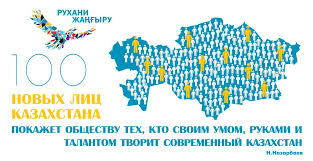 РУХАНИ
ЖАҢҒЫРУ
100
НОВЫХ ЛИЦ
КАЗАХСТАНА
ПОКАЖЕТ ОБЩЕСТВУ ТЕХ, КТО СВОИМ УМОМ, РУКАМИ И
ТАЛАНТОМ ТВОРИТ СОВРЕМЕННЫЙ КАЗАХСТАН
Н.Назарбаев